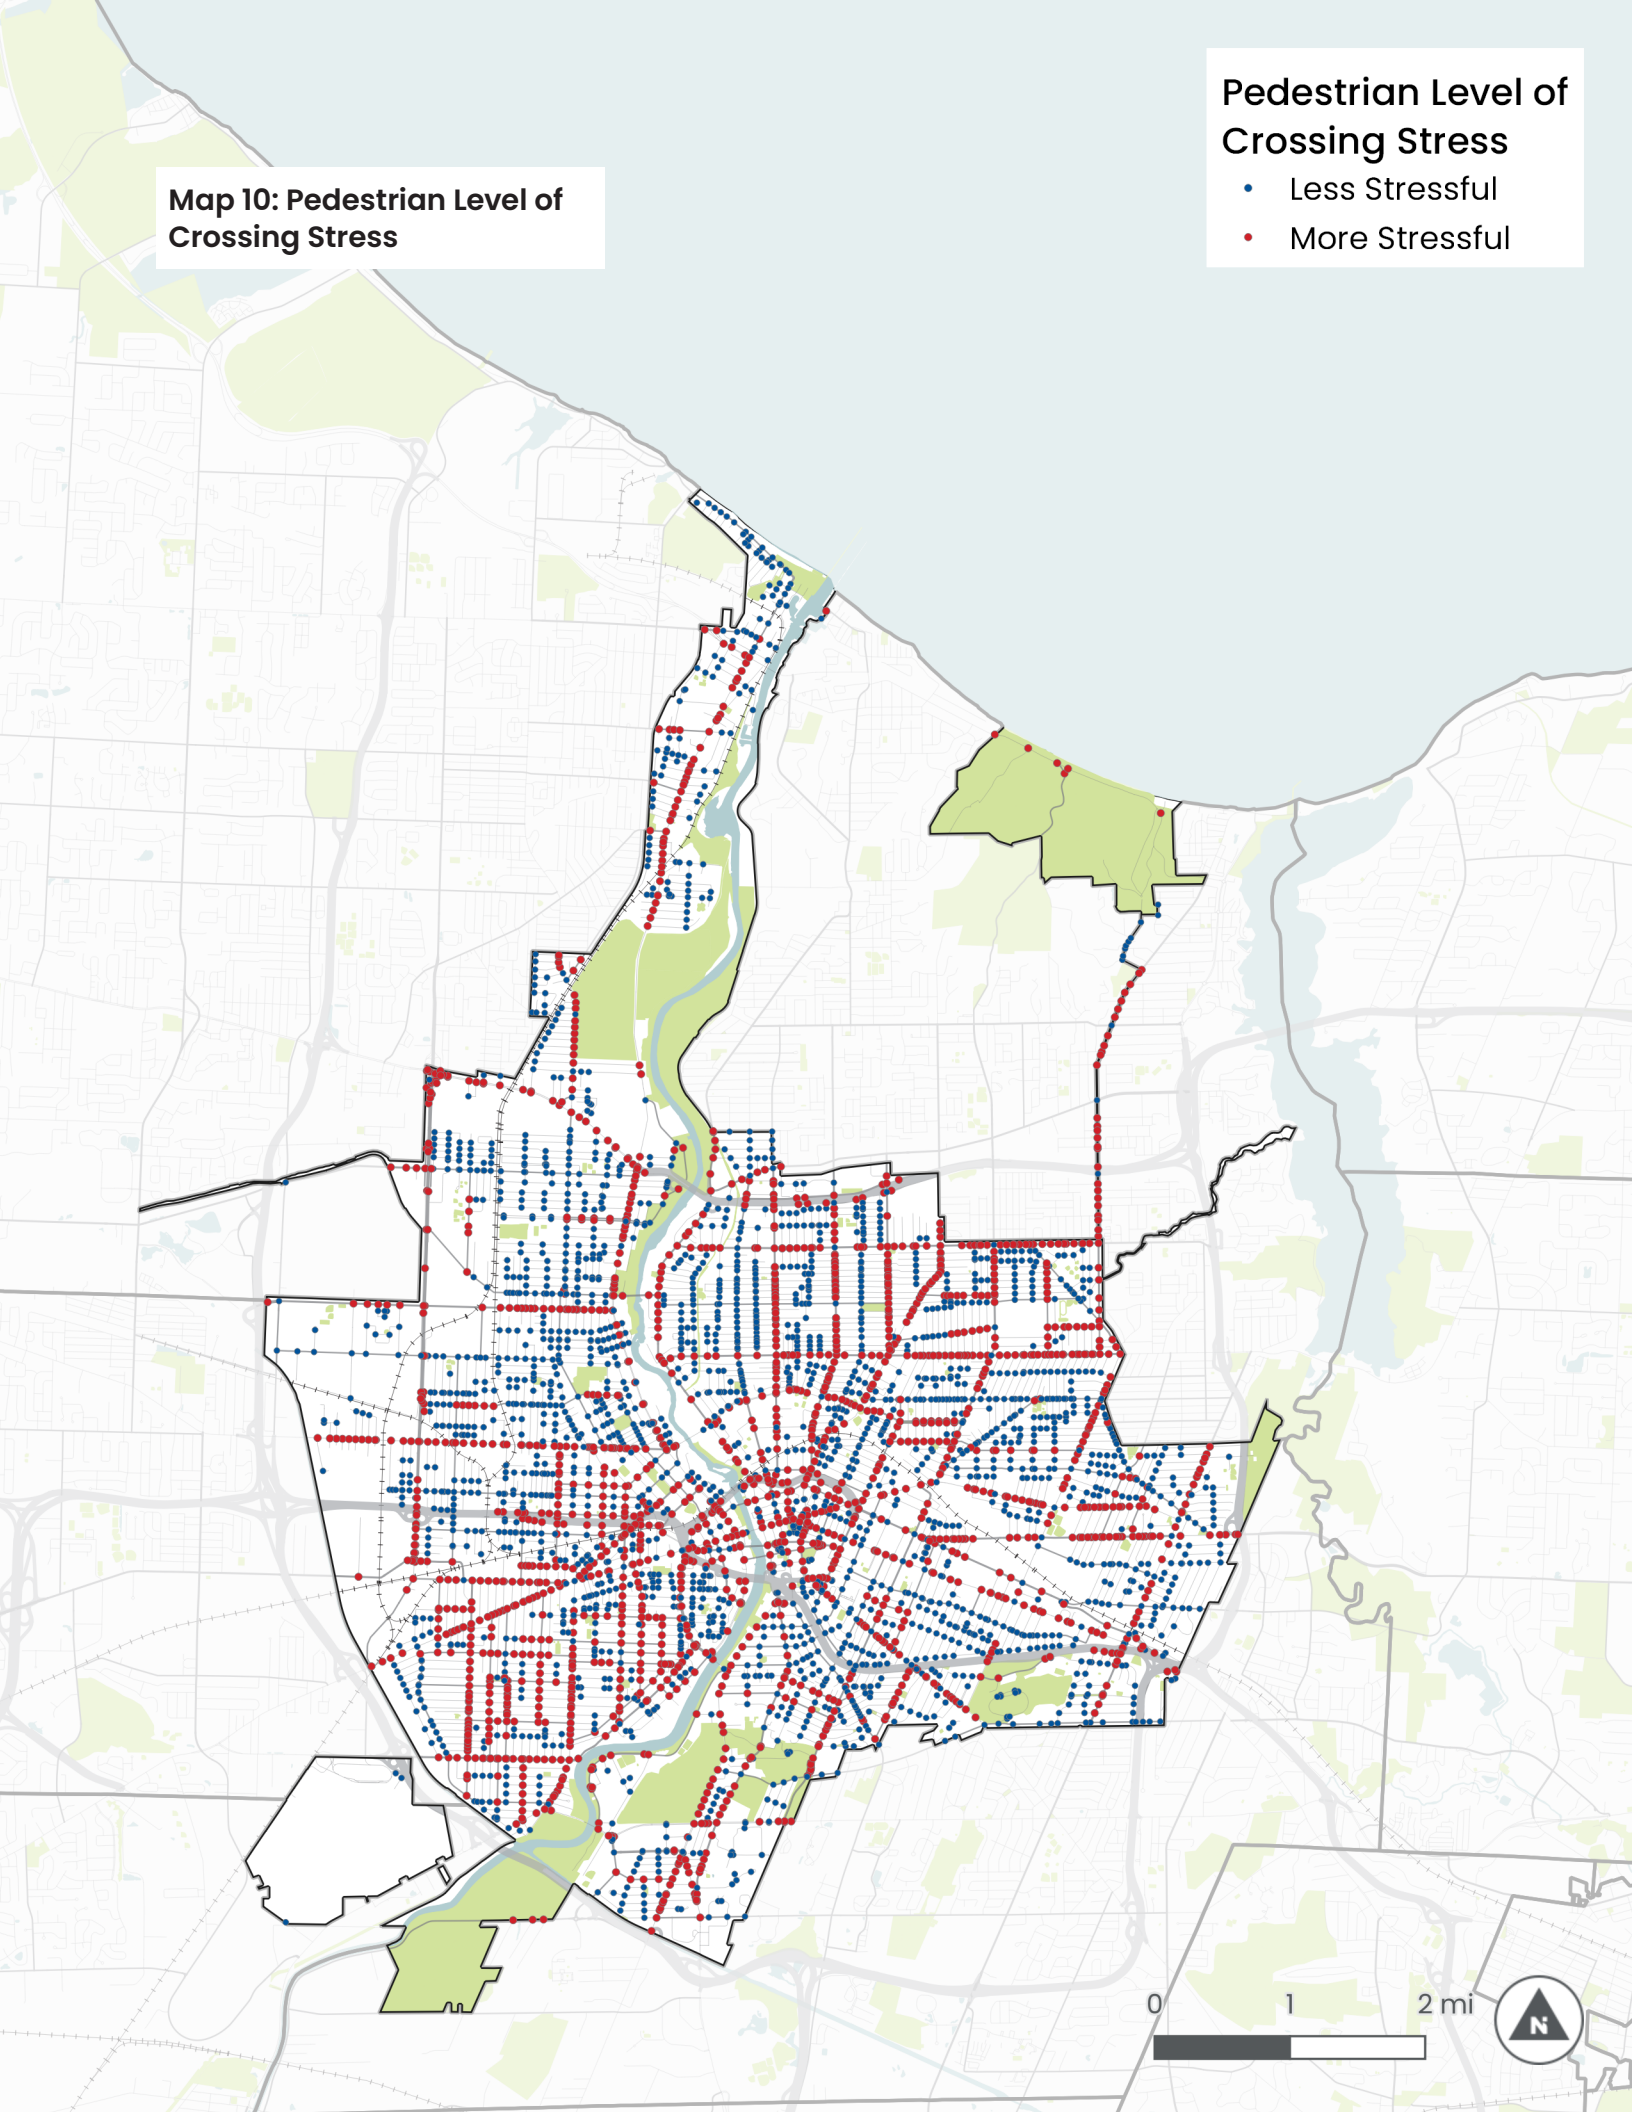 Pedestrian Level of
Crossing Stress
Less Stressful
More Stressful
Map 10: Pedestrian Level of
Crossing Stress
0 1 2 mi
N